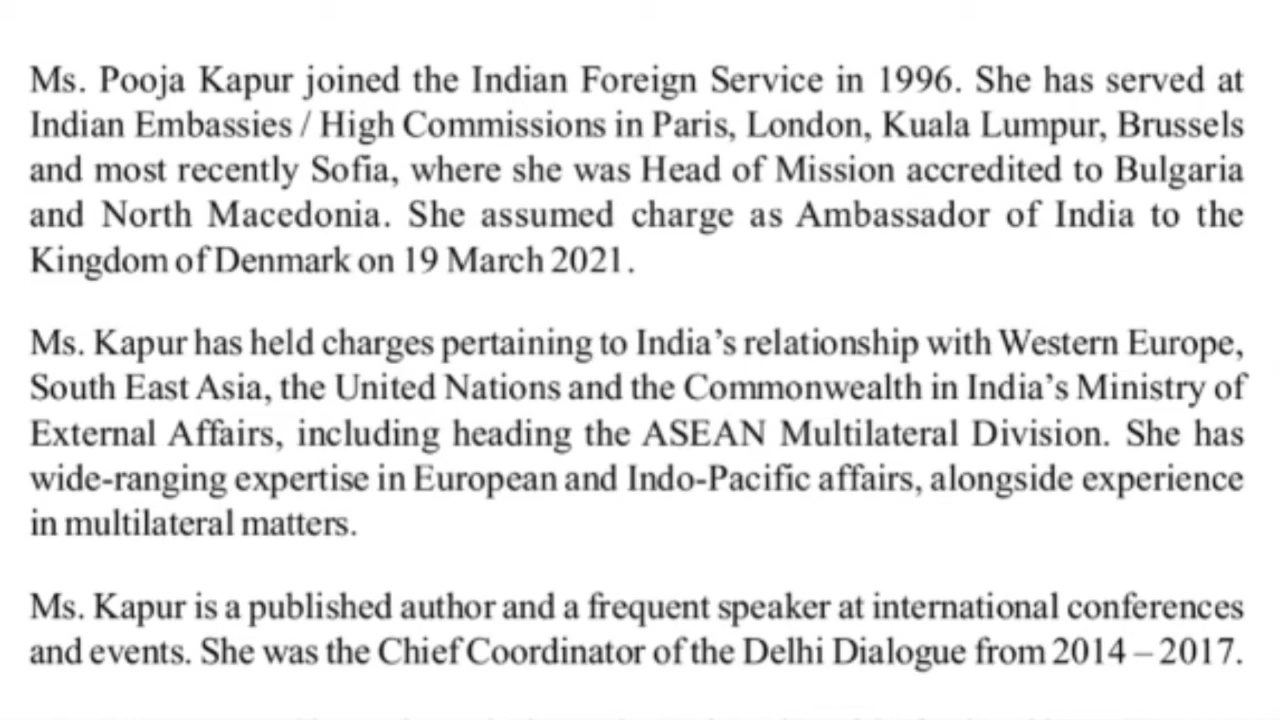 Ms. Pooja Kapur joined the Indian Foreign Service in 1996. She has served at
Indian Embassies / High Commissions in Paris, London, Kuala Lumpur, Brussels
and most recently Sofia, where she was Head of Mission accredited to Bulgaria
and North Macedonia. She assumed charge as Ambassador of India to the
Kingdom of Denmark on 19 March 2021.
Ms. Kapur has held charges pertaining to India’s relationship with Western Europe,
South East Asia, the United Nations and the Commonwealth in India’s Ministry of
External Affairs, including heading the ASEAN Multilateral Division. She has
wide-ranging expertise in European and Indo-Pacific affairs, alongside experience
in multilateral matters.
Ms. Kapur is a published author and a frequent speaker at international conferences
and events. She was the Chief Coordinator of the Delhi Dialogue from 2014 – 2017.